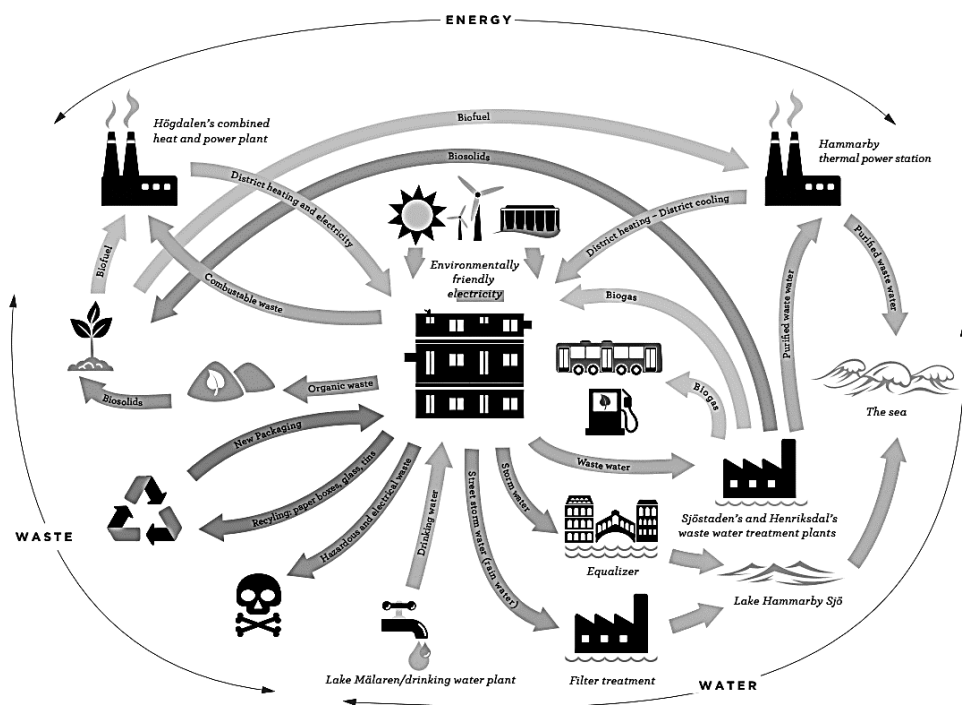 ENERGY
Högdalen's combined
heat and power plant
Biofuel
Hammarby
thermal power station
Biosolids
District heating and electricity
District heating – District cooling
Purified waste water
Environmentally
friendly
electricity
Biofuel
Combustable waste
Biogas
Purified waste water
Organic waste
Biosolids
Biogas
The sea
New Packaging
Recyling: paper boxes, glass, tins
Hazardous and electrical waste
Drinking water
Street storm water (rain water)
Storm water
Waste water
Sjöstaden's and Henriksdal's
waste water treatment plants
WASTE
Equalizer
Lake Hammarby Sjö
Lake Mälaren/drinking water plant
Filter treatment
WATER